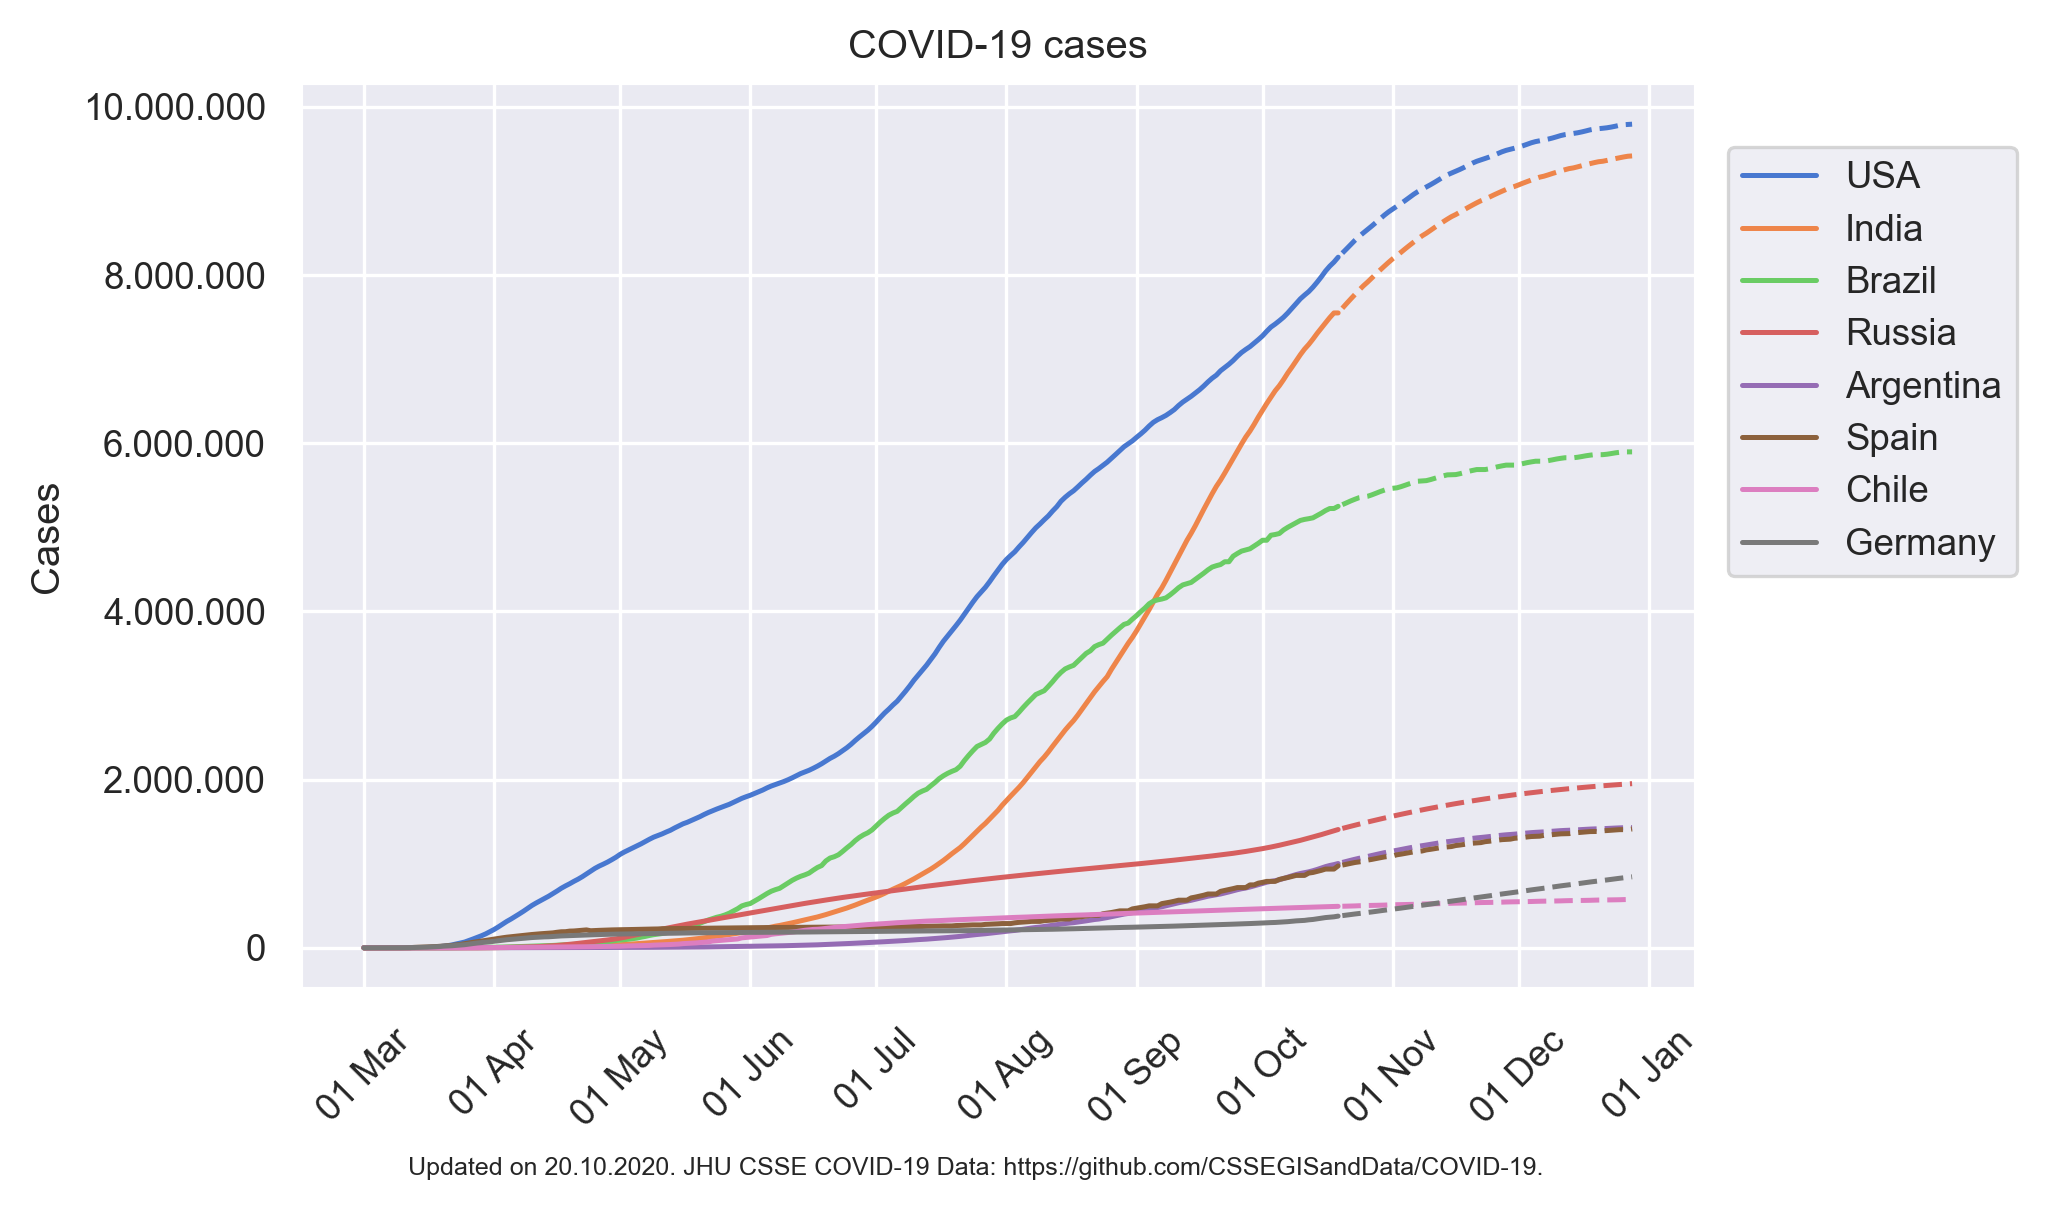 COVID-19 cases
10.000.000
8.000.000
6.000.000
4.000.000
2.000.000
0
Cases
01 Mar
01 Apr
01 May
01 Jun
01 Jul
01 Aug
01 Sep
01 Oct
01 Nov
01 Dec
01 Jan
USA
India
Brazil
Russia
Argentina
Spain
Chile
Germany
Updated on 20.10.2020. JHU CSSE COVID-19 Data: https://github.com/CSSEGISandData/COVID-19.